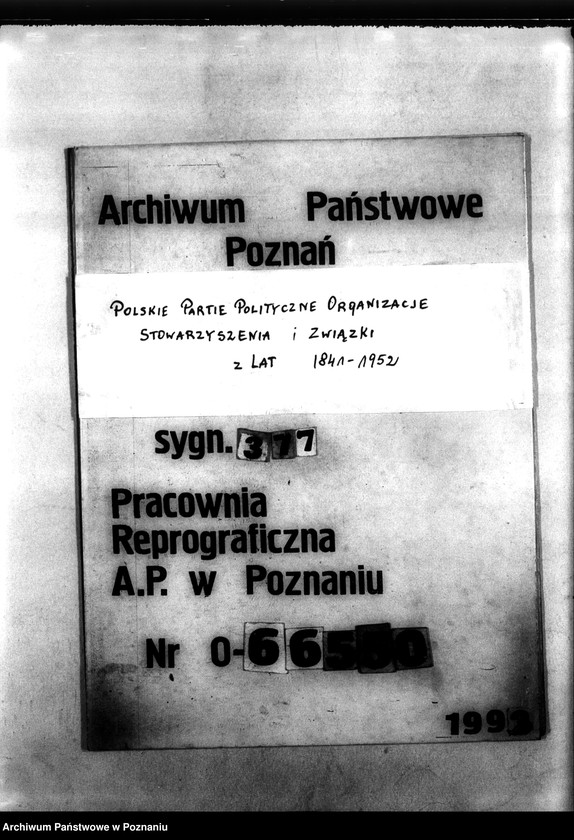 Archiwum Państwowe
Poznań
POLSKIE PARTIE POLITYCZNE ORGANIZACJE
STOWARZYSZENIA i ZWIĄZKI
z LAT 1841-1952
sygn. 377
Pracownia
Reprograficzna
A.P. w Poznaniu
Nr 0-66550
1993
Archiwum Państwowe w Poznaniu